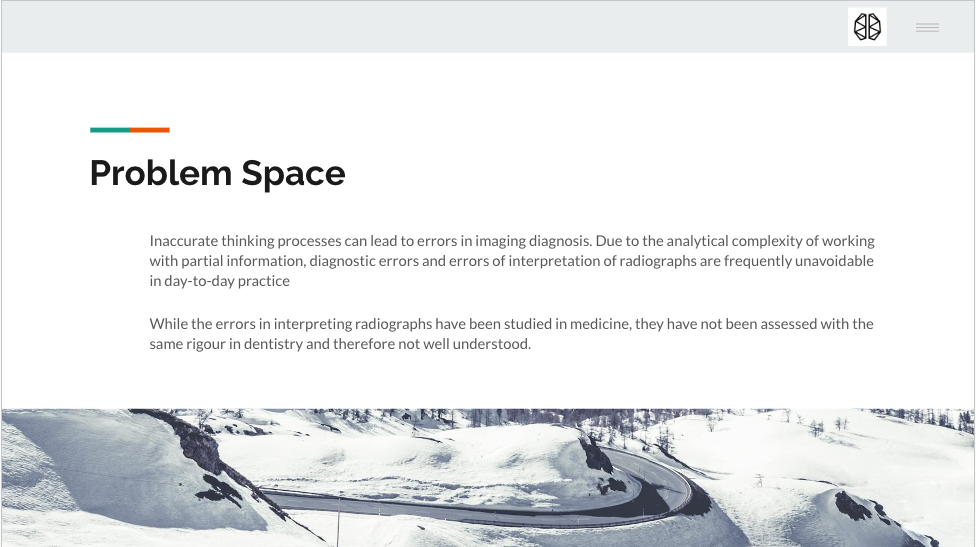 Problem Space
Inaccurate thinking processes can lead to errors in imaging diagnosis. Due to the analytical complexity of working
with partial information, diagnostic errors and errors of interpretation of radiographs are frequently unavoidable
in day-to-day practice
While the errors in interpreting radiographs have been studied in medicine, they have not been assessed with the
same rigour in dentistry and therefore not well understood.